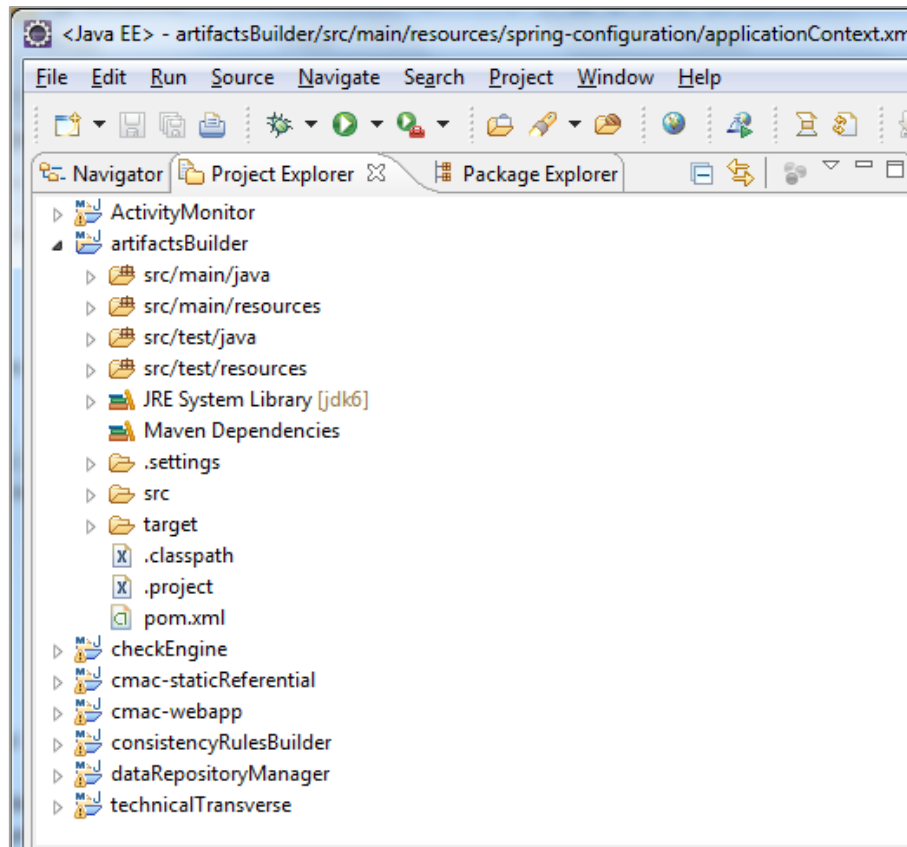 <Java EE> - artifactsBuilder/src/main/resources/spring-configuration/applicationContext.xm
File Edit Run Source Navigate Search Project Window Help
Navigator Project Explorer Package Explorer
ActivityMonitor
artifactsBuilder
src/main/java
src/main/resources
src/test/java
src/test/resources
JRE System Library [jdk6]
Maven Dependencies
.settings
src
target
.classpath
.project
pom.xml
checkEngine
cmac-staticReferential
cmac-webapp
consistencyRulesBuilder
dataRepositoryManager
technicalTransverse